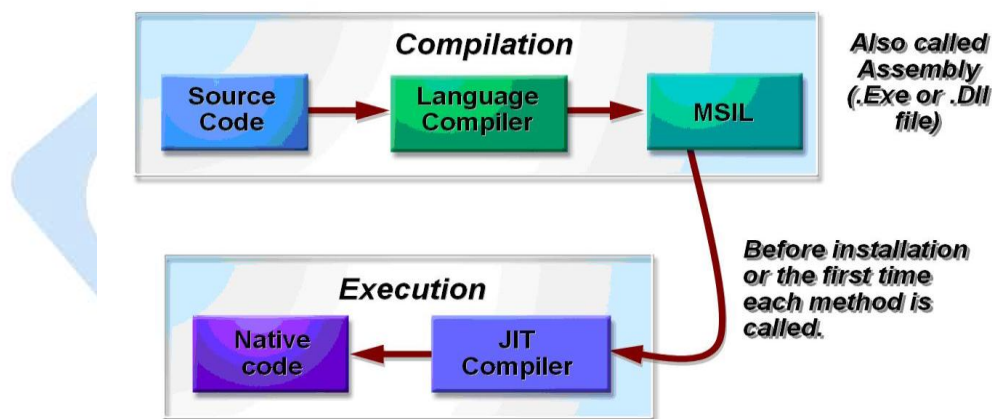 Compilation
Source
Code
Language
Compiler
MSIL
Also called
Assembly
(.Exe or .Dll
file)
Before installation
or the first time
each method is
called.
Execution
Native
code
JIT
Compiler